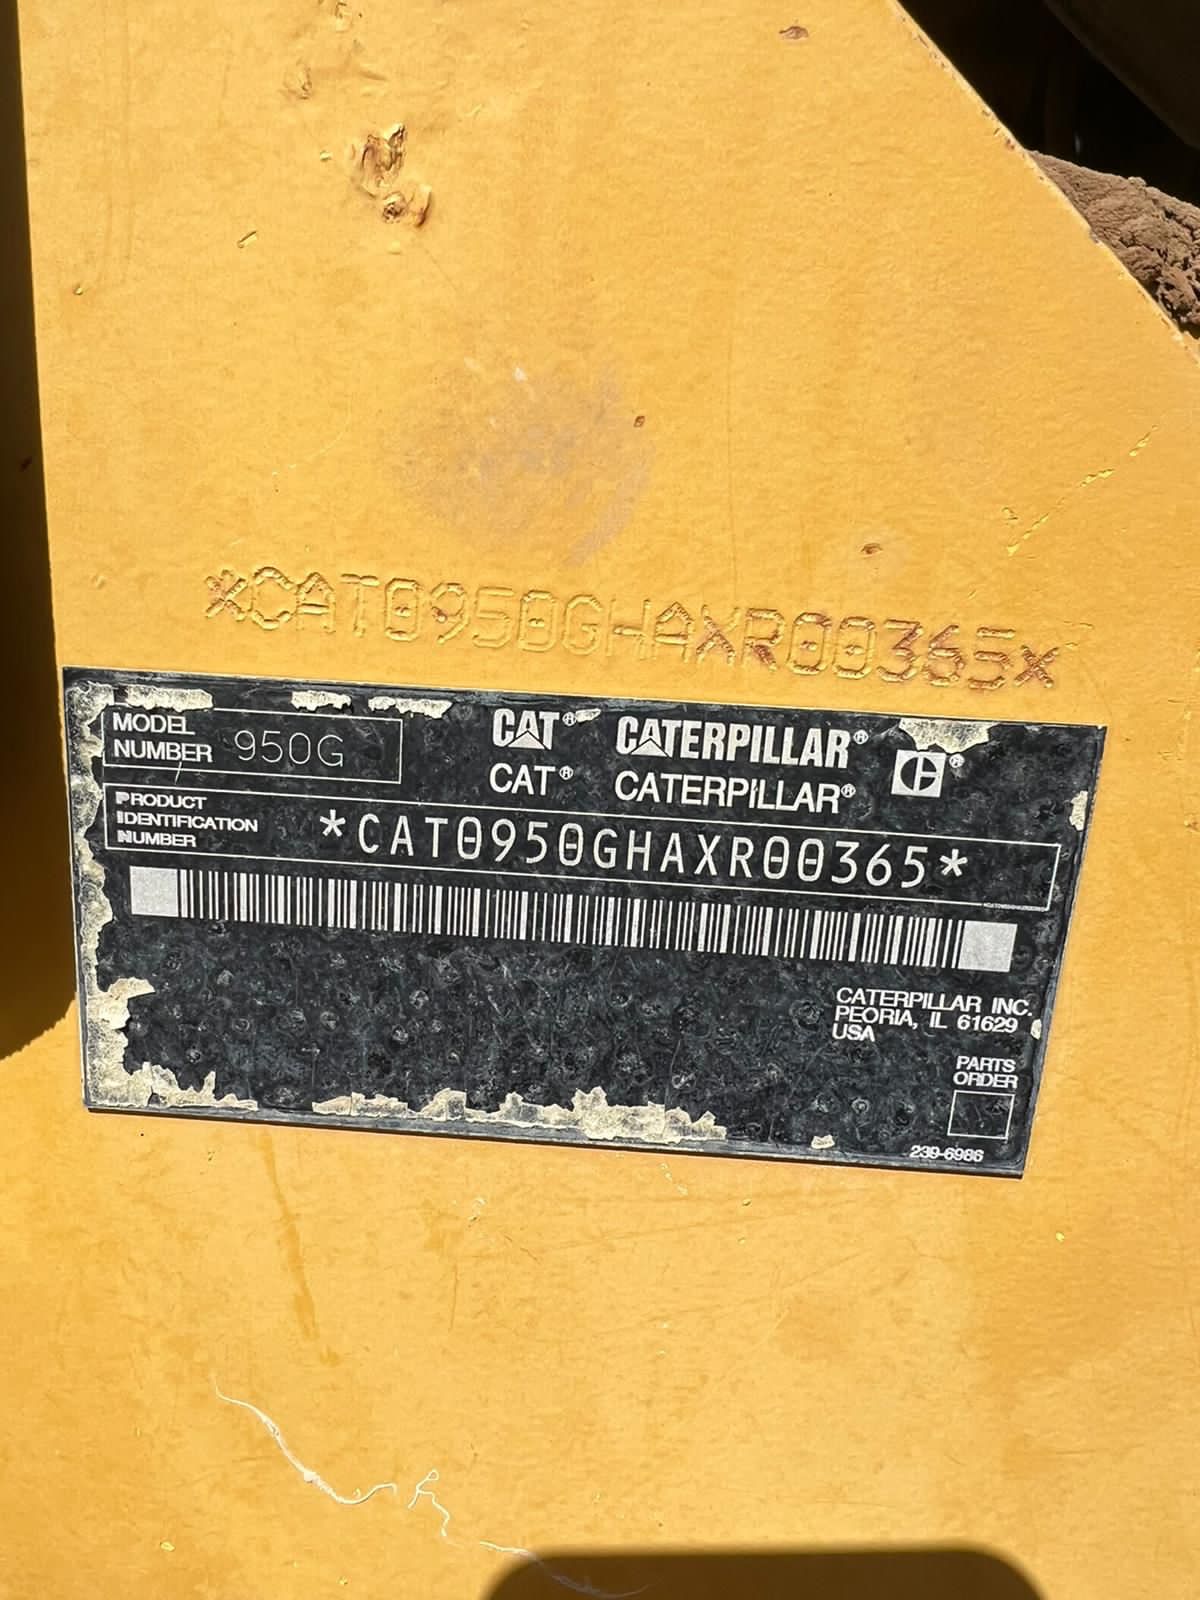 *CAT0950GHAXR00365*
MODEL
NUMBER 950G
CAT® CATERPILLAR®
CAT® CATERPILLAR®
PRODUCT
IDENTIFICATION
NUMBER
*CAT0950GHAXR00365*
CATERPILLAR INC.
PEORIA, IL 61629
USA
PARTS
ORDER
239-6986